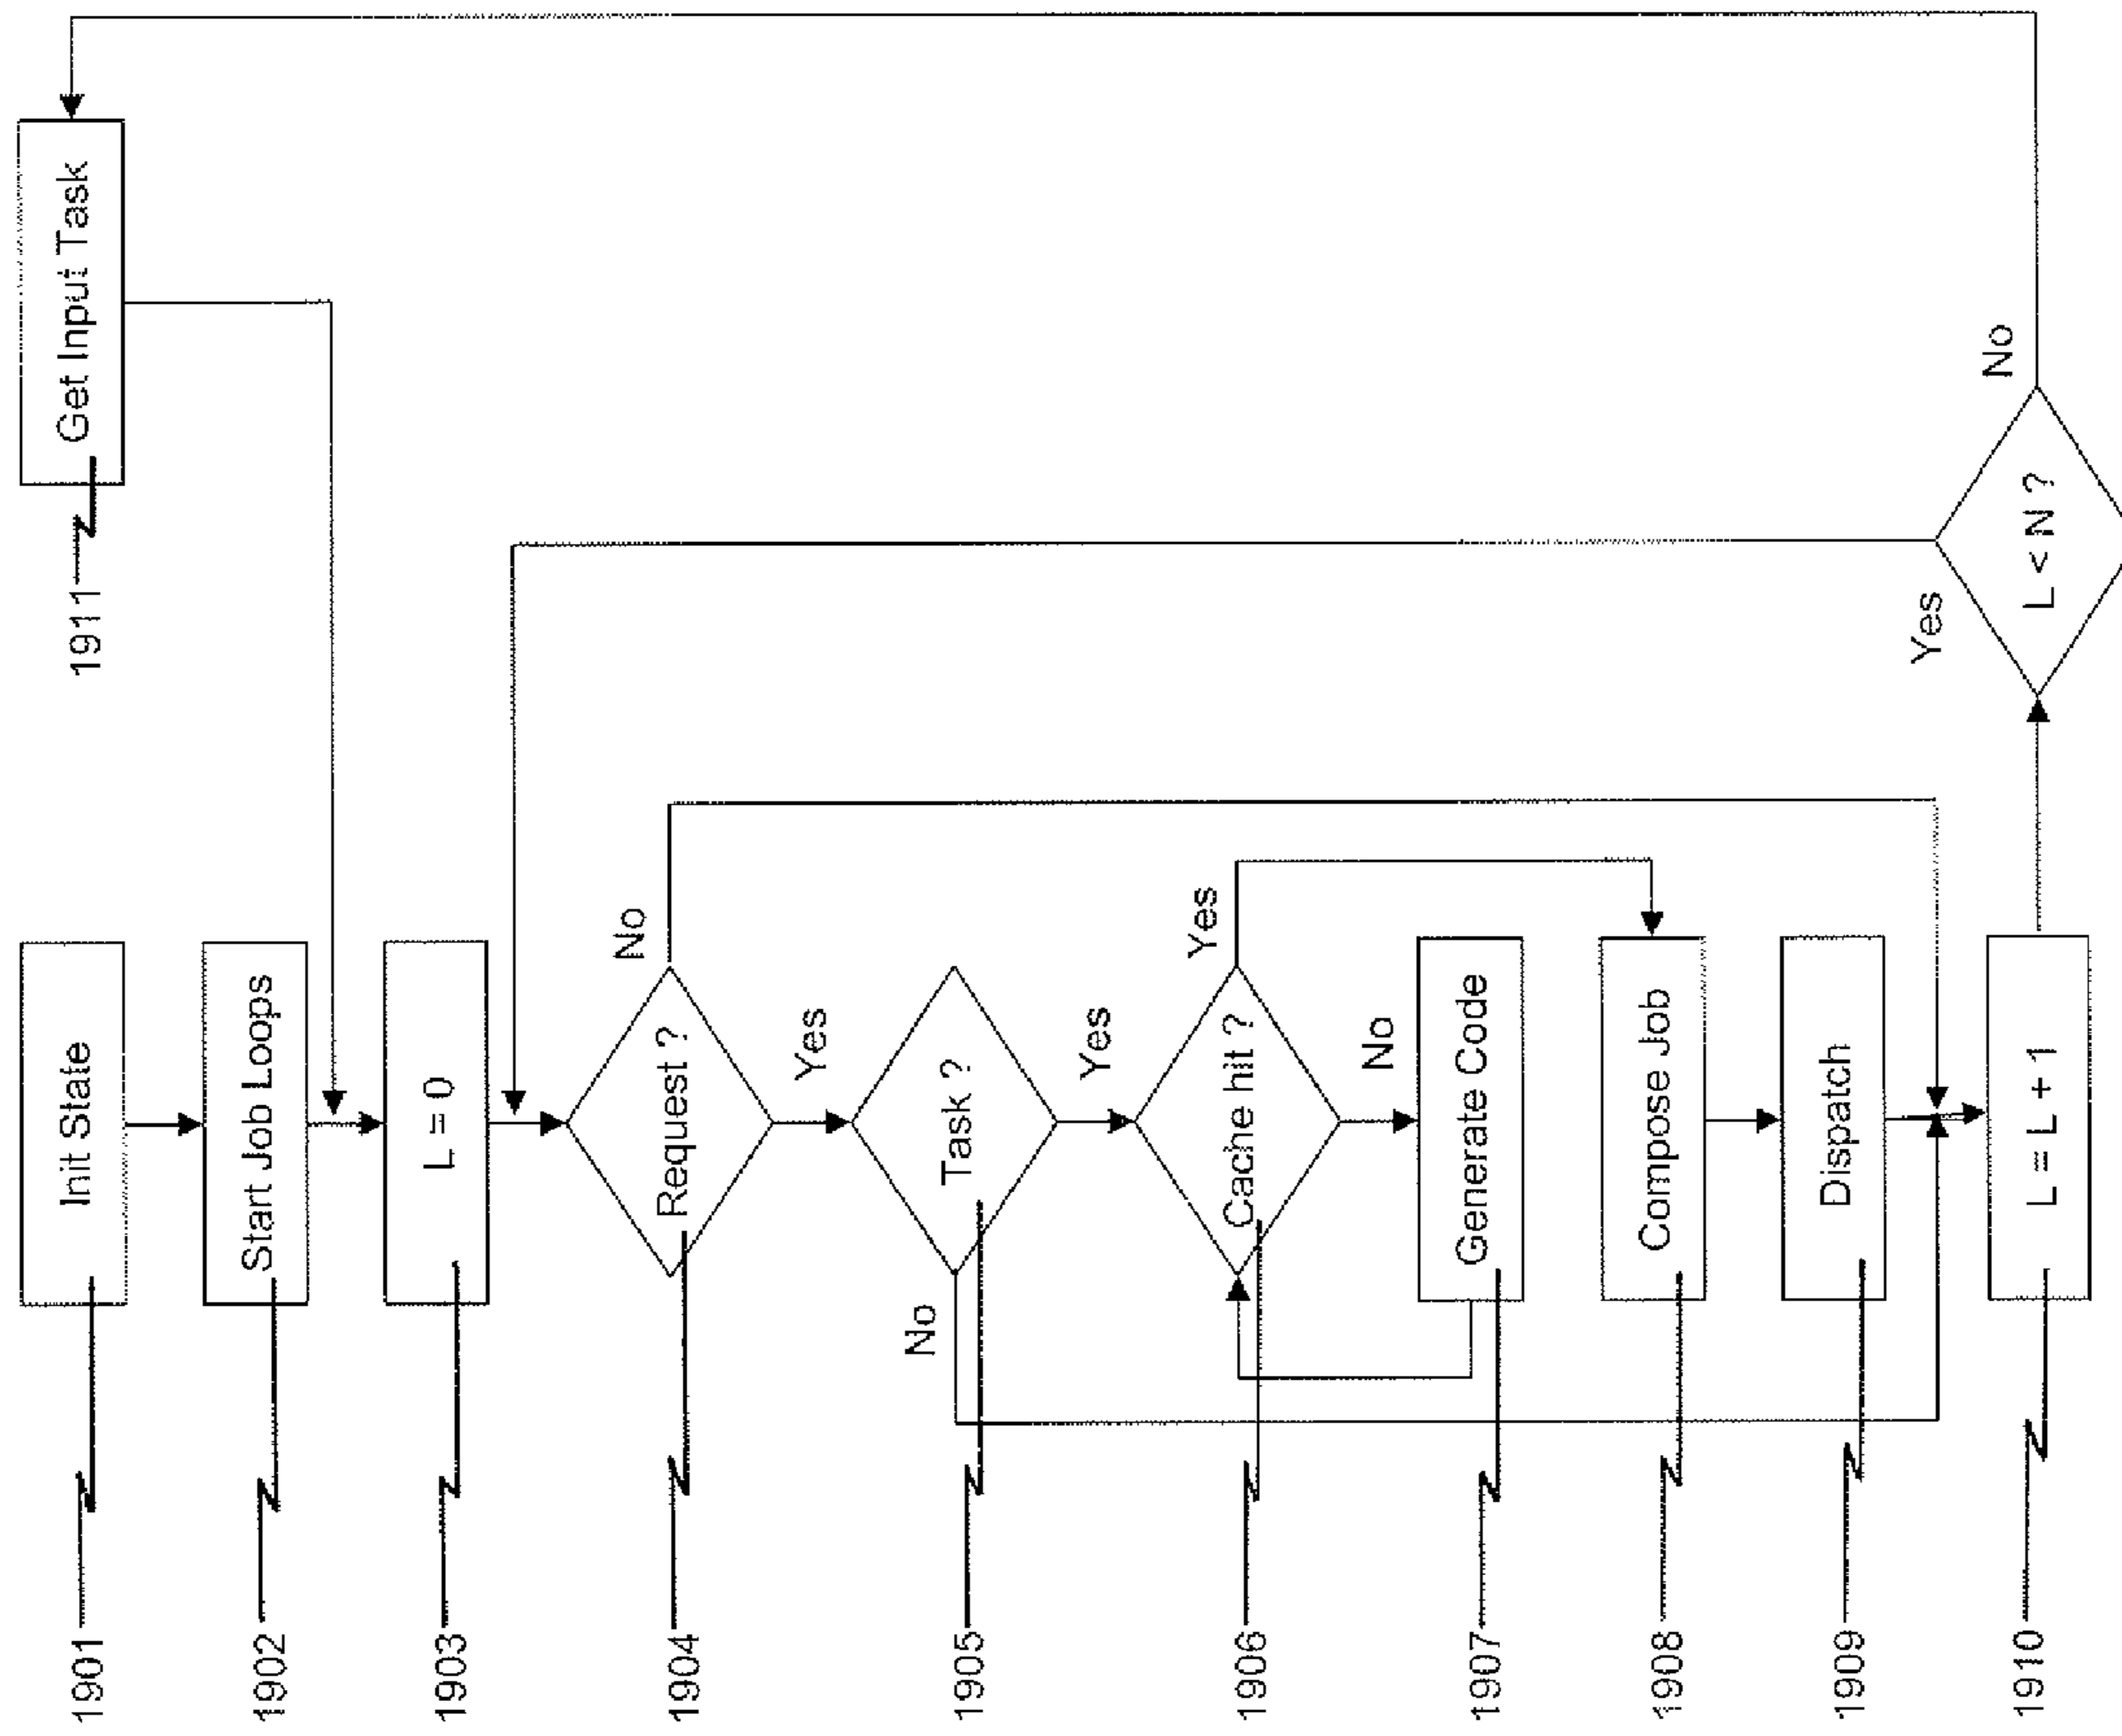 1901
Init State
1902
Start Job Loops
1903
L = 0
1904
Request ?
No
Yes
1905
Task ?
No
Yes
1906
Cache hit ?
Yes
No
1907
Generate Code
1908
Compose Job
1909
Dispatch
1910
L = L + 1
L < N ?
Yes
No
1911
Get Input Task